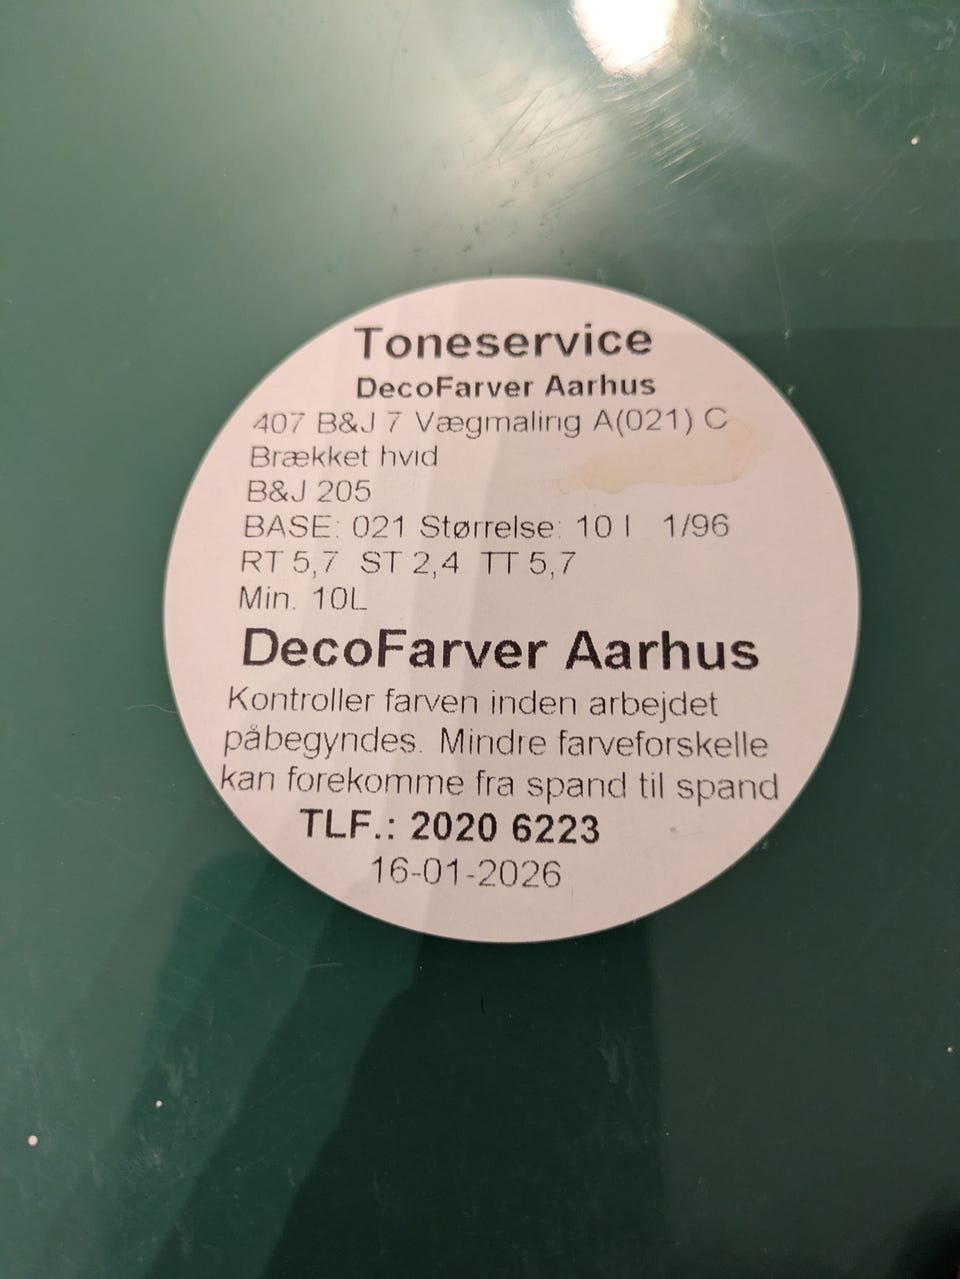 Toneservice
DecoFarver Aarhus
407 B&J 7 Vægmaling A(021) C
Brækket hvid
B&J 205
BASE: 021 Størrelse: 10 l 1/96
RT 5,7 ST 2,4 TT 5,7
Min. 10L
DecoFarver Aarhus
Kontroller farven inden arbejdet
påbegyndes. Mindre farveforskelle
kan forekomme fra spand til spand
TLF.: 2020 6223
16-01-2026